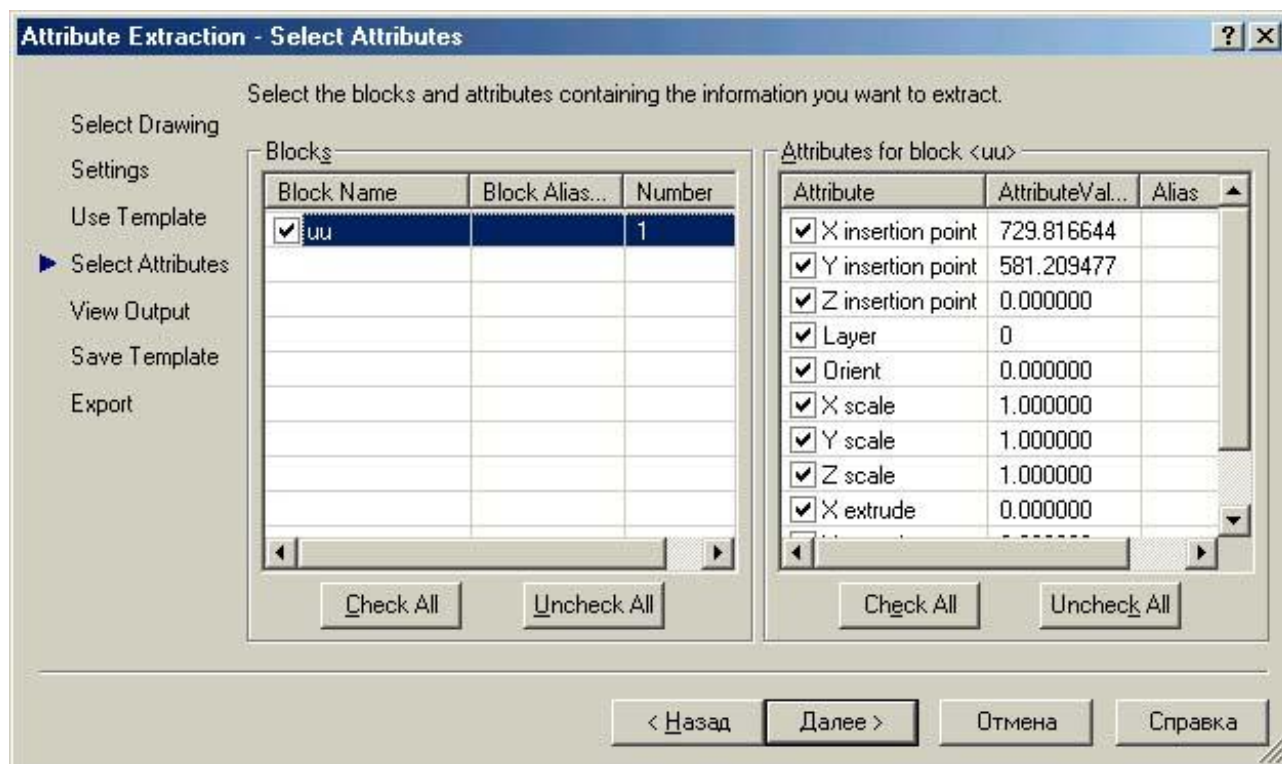 Attribute Extraction - Select Attributes
Select the blocks and attributes containing the information you want to extract.
Select Drawing
Settings
Use Template
Select Attributes
View Output
Save Template
Export
Blocks
Block Name Block Alias... Number
uu 1
Check All Uncheck All
Attributes for block <uu>
Attribute AttributeVal... Alias
X insertion point 729.816644
Y insertion point 581.209477
Z insertion point 0.000000
Layer 0
Orient 0.000000
X scale 1.000000
Y scale 1.000000
Z scale 1.000000
X extrude 0.000000
Check All Uncheck All
< Назад Далее > Отмена Справка